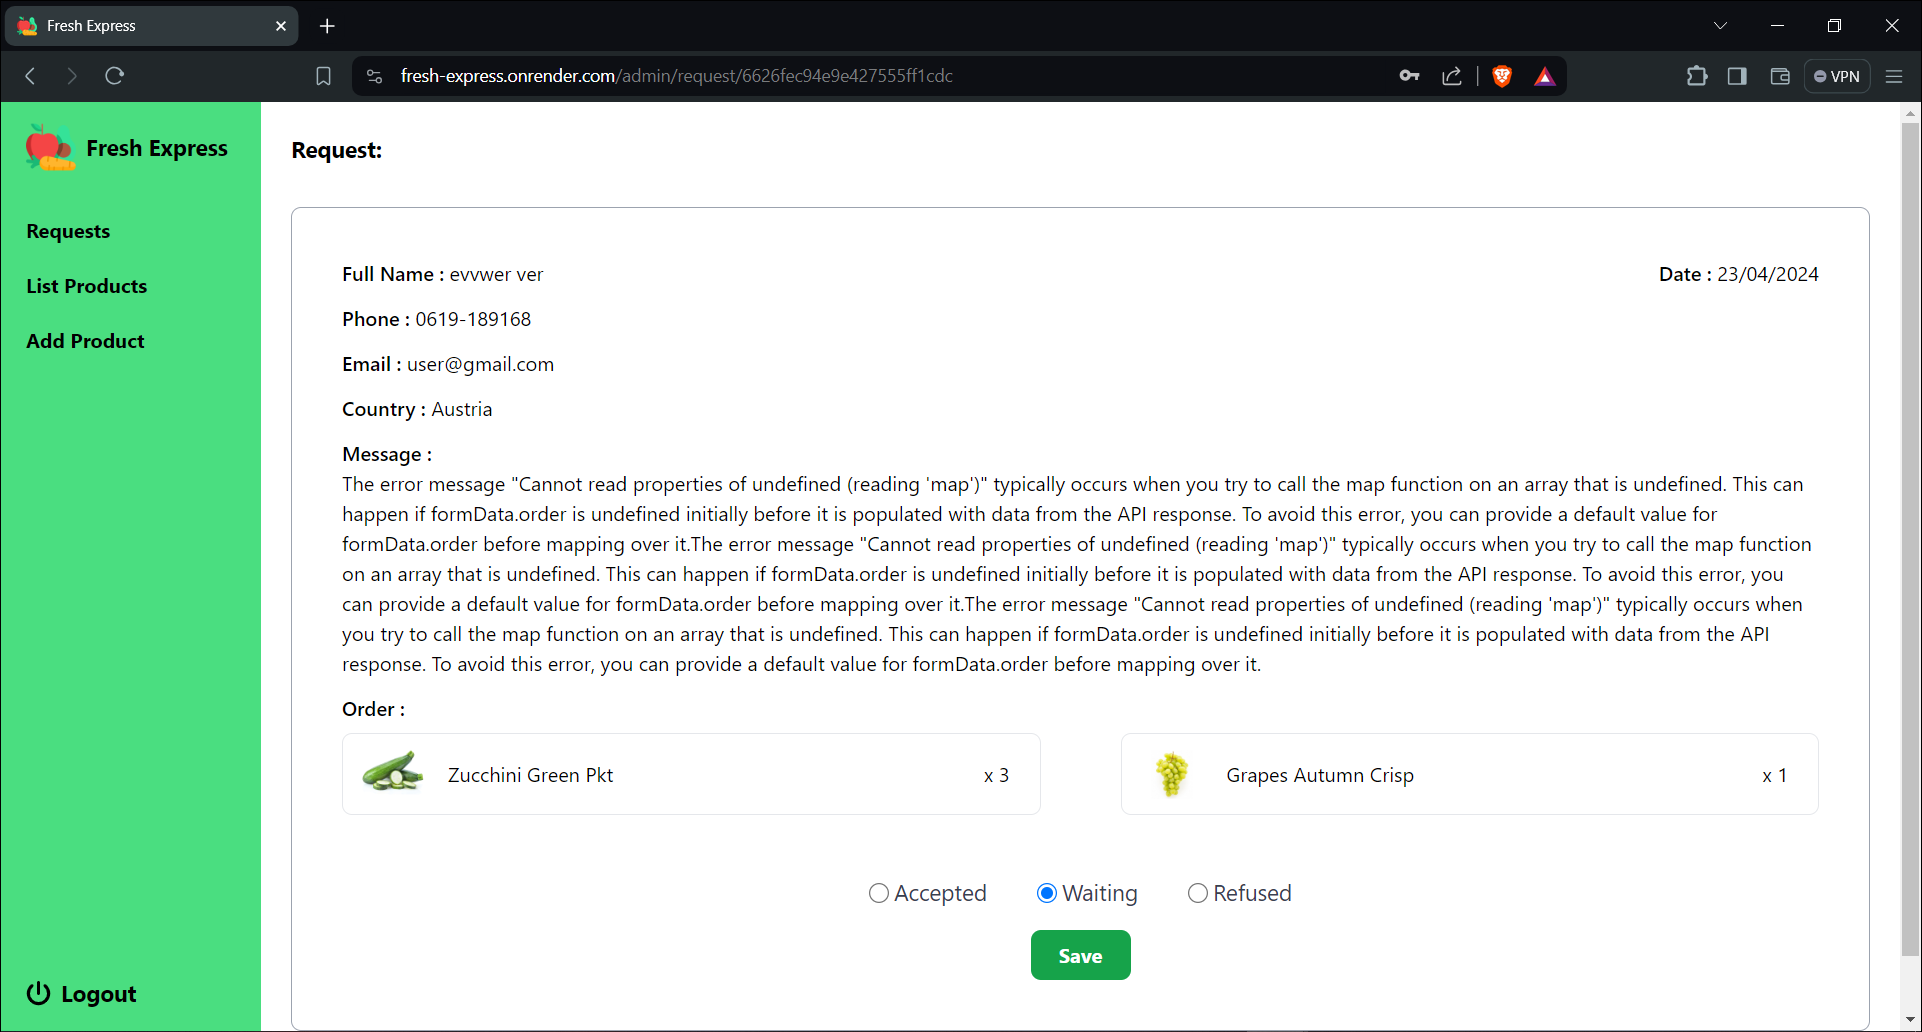 Fresh Express
fresh-express.onrender.com/admin/request/6626fec94e9e427555ff1cdc
VPN
Fresh Express
Requests
List Products
Add Product
Logout
Request:
Full Name : evvwer ver
Date : 23/04/2024
Phone : 0619-189168
Email : user@gmail.com
Country : Austria
Message :
The error message "Cannot read properties of undefined (reading 'map')" typically occurs when you try to call the map function on an array that is undefined. This can
happen if formData.order is undefined initially before it is populated with data from the API response. To avoid this error, you can provide a default value for
formData.order before mapping over it.The error message "Cannot read properties of undefined (reading 'map')" typically occurs when you try to call the map function
on an array that is undefined. This can happen if formData.order is undefined initially before it is populated with data from the API response. To avoid this error, you
can provide a default value for formData.order before mapping over it.The error message "Cannot read properties of undefined (reading 'map')" typically occurs when
you try to call the map function on an array that is undefined. This can happen if formData.order is undefined initially before it is populated with data from the API
response. To avoid this error, you can provide a default value for formData.order before mapping over it.
Order :
Zucchini Green Pkt x 3
Grapes Autumn Crisp x 1
Accepted Waiting Refused
Save